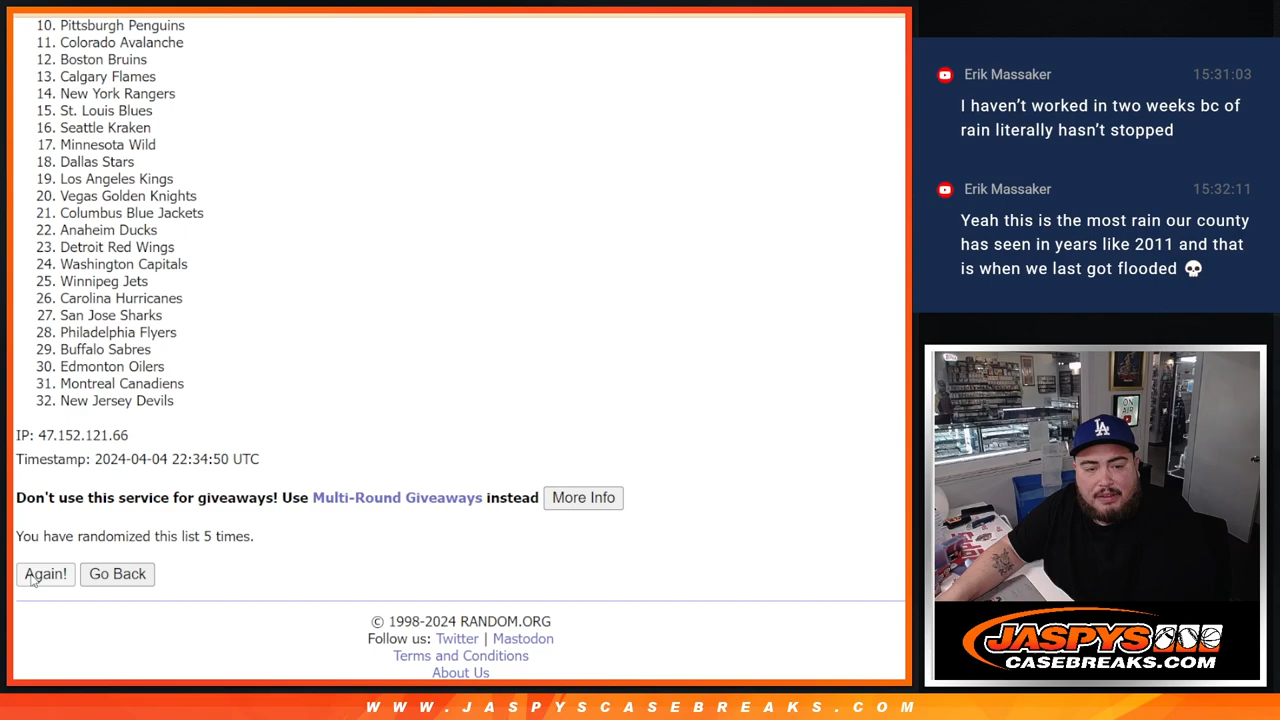 10. Pittsburgh Penguins
11. Colorado Avalanche
12. Boston Bruins
13. Calgary Flames
14. New York Rangers
15. St. Louis Blues
16. Seattle Kraken
17. Minnesota Wild
18. Dallas Stars
19. Los Angeles Kings
20. Vegas Golden Knights
21. Columbus Blue Jackets
22. Anaheim Ducks
23. Detroit Red Wings
24. Washington Capitals
25. Winnipeg Jets
26. Carolina Hurricanes
27. San Jose Sharks
28. Philadelphia Flyers
29. Buffalo Sabres
30. Edmonton Oilers
31. Montreal Canadiens
32. New Jersey Devils
IP: 47.152.121.66
Timestamp: 2024-04-04 22:34:50 UTC
Don't use this service for giveaways! Use Multi-Round Giveaways instead More Info
You have randomized this list 5 times.
Again! Go Back
© 1998-2024 RANDOM.ORG
Follow us: Twitter | Mastodon
Terms and Conditions
About Us
Erik Massaker 15:31:03
I haven’t worked in two weeks bc of
rain literally hasn’t stopped
Erik Massaker 15:32:11
Yeah this is the most rain our county
has seen in years like 2011 and that
is when we last got flooded 💀
ON
AIR
LA
JASPYS
CASEBREAKS.COM
WWW.JASPYSCASEBREAKS.COM